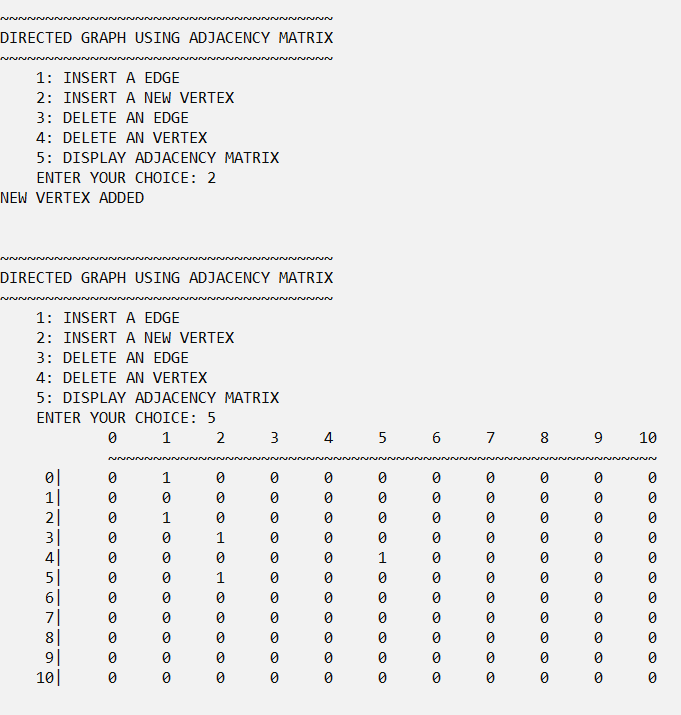 ~~~~~~~~~~~~~~~~~~~~~~~~~~~~~~~~~~~~~
DIRECTED GRAPH USING ADJACENCY MATRIX
~~~~~~~~~~~~~~~~~~~~~~~~~~~~~~~~~~~~~
    1: INSERT A EDGE
    2: INSERT A NEW VERTEX
    3: DELETE AN EDGE
    4: DELETE AN VERTEX
    5: DISPLAY ADJACENCY MATRIX
    ENTER YOUR CHOICE: 2
NEW VERTEX ADDED
~~~~~~~~~~~~~~~~~~~~~~~~~~~~~~~~~~~~~
DIRECTED GRAPH USING ADJACENCY MATRIX
~~~~~~~~~~~~~~~~~~~~~~~~~~~~~~~~~~~~~
    1: INSERT A EDGE
    2: INSERT A NEW VERTEX
    3: DELETE AN EDGE
    4: DELETE AN VERTEX
    5: DISPLAY ADJACENCY MATRIX
    ENTER YOUR CHOICE: 5
            0     1     2     3     4     5     6     7     8     9    10
            ~~~~~~~~~~~~~~~~~~~~~~~~~~~~~~~~~~~~~~~~~~~~~~~~~~~~~~~~~~~~~
     0|     0     1     0     0     0     0     0     0     0     0     0
     1|     0     0     0     0     0     0     0     0     0     0     0
     2|     0     1     0     0     0     0     0     0     0     0     0
     3|     0     0     1     0     0     0     0     0     0     0     0
     4|     0     0     0     0     0     1     0     0     0     0     0
     5|     0     0     1     0     0     0     0     0     0     0     0
     6|     0     0     0     0     0     0     0     0     0     0     0
     7|     0     0     0     0     0     0     0     0     0     0     0
     8|     0     0     0     0     0     0     0     0     0     0     0
     9|     0     0     0     0     0     0     0     0     0     0     0
    10|     0     0     0     0     0     0     0     0     0     0     0